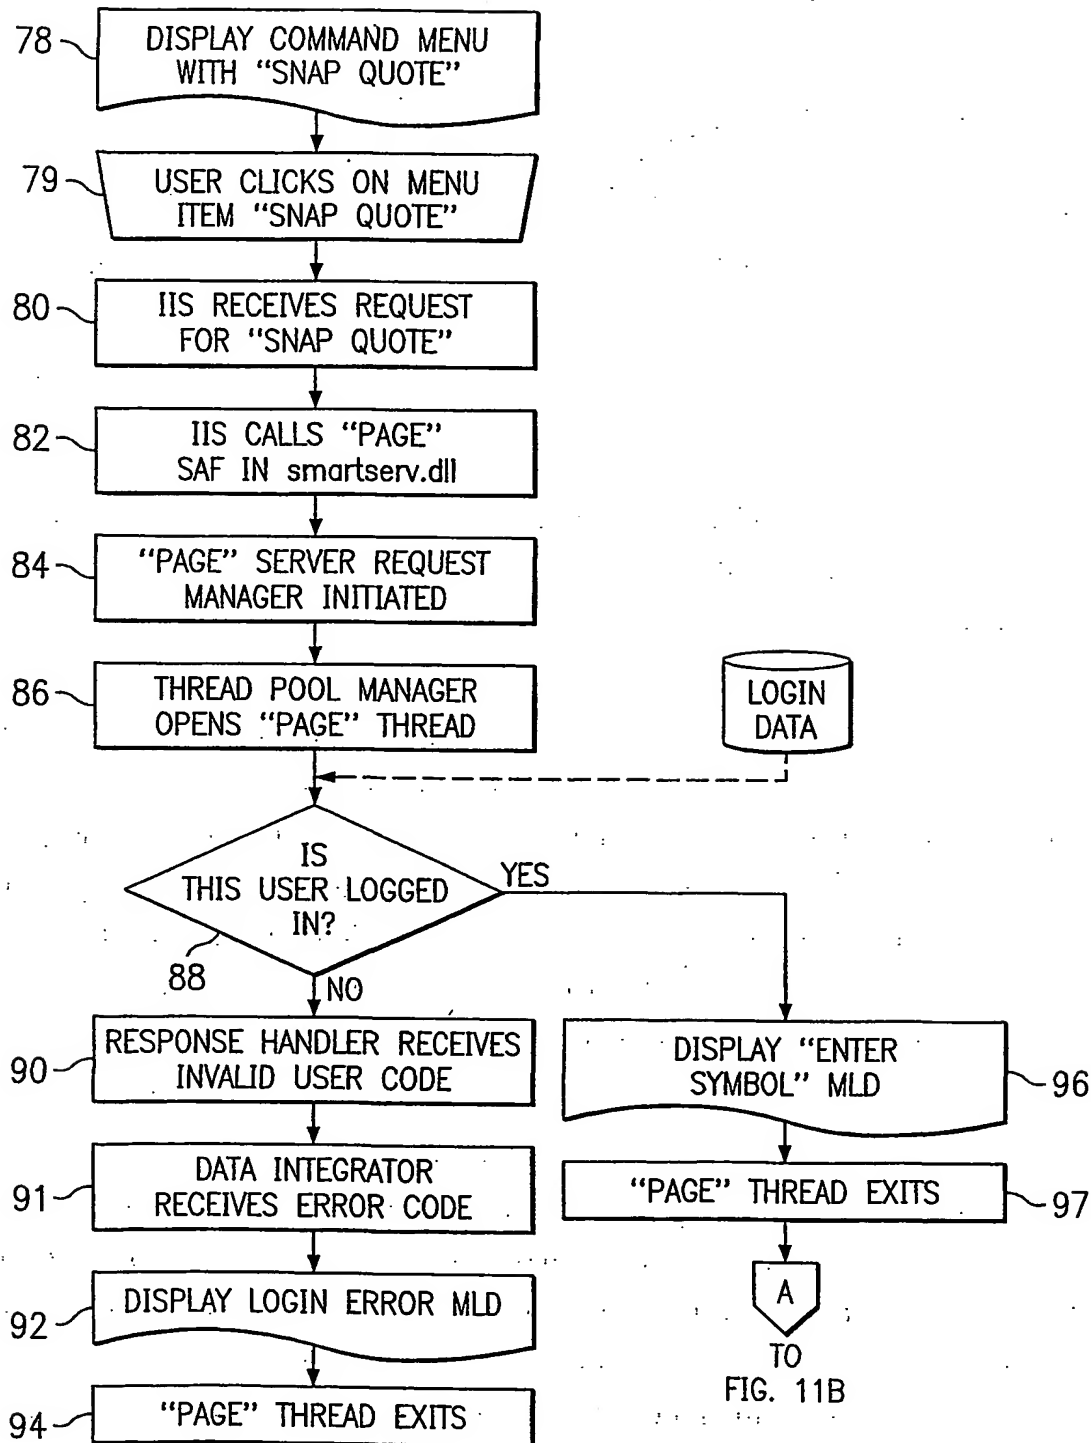 78
DISPLAY COMMAND MENU
WITH “SNAP QUOTE”
79
USER CLICKS ON MENU
ITEM “SNAP QUOTE”
80
IIS RECEIVES REQUEST
FOR “SNAP QUOTE”
82
IIS CALLS “PAGE”
SAF IN smartserv.dll
84
“PAGE” SERVER REQUEST
MANAGER INITIATED
86
THREAD POOL MANAGER
OPENS “PAGE” THREAD
LOGIN
DATA
IS
THIS USER LOGGED
IN?
88
YES
NO
90
RESPONSE HANDLER RECEIVES
INVALID USER CODE
91
DATA INTEGRATOR
RECEIVES ERROR CODE
92
DISPLAY LOGIN ERROR MLD
94
“PAGE” THREAD EXITS
DISPLAY “ENTER
SYMBOL” MLD
96
“PAGE” THREAD EXITS
97
A
TO
FIG. 11B